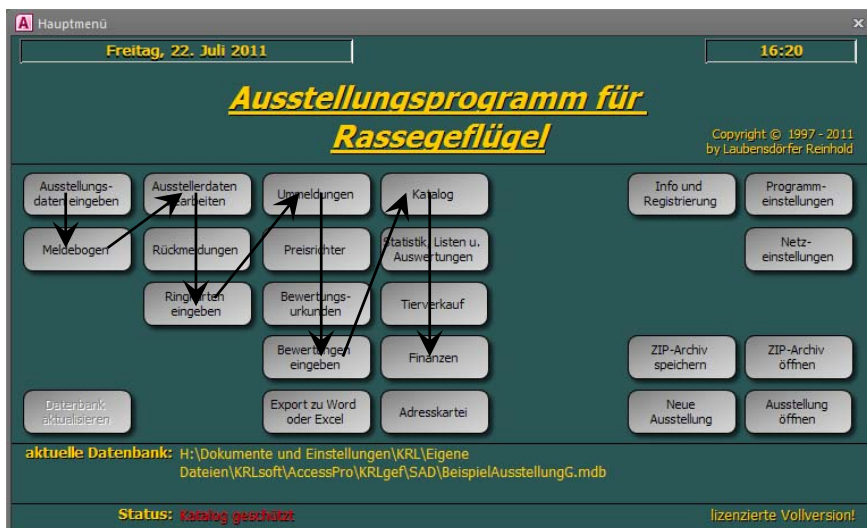 Hauptmenü
Freitag, 22. Juli 2011
16:20
Ausstellungsprogramm für
Rassegeflügel
Copyright © 1997 - 2011
by Laubensdörfer Reinhold
Ausstellungs-
daten eingeben
Ausstellerdaten
bearbeiten
Ummeldungen
Katalog
Info und
Registrierung
Programm-
einstellungen
Meldebogen
Rückmeldungen
Preisrichter
Statistik, Listen u.
Auswertungen
Netz-
einstellungen
Ringkarten
eingeben
Bewertungs-
urkunden
Tierverkauf
Bewertungen
eingeben
Finanzen
ZIP-Archiv
speichern
ZIP-Archiv
öffnen
Datenbank
aktualisieren
Export zu Word
oder Excel
Adresskartei
Neue
Ausstellung
Ausstellung
öffnen
aktuelle Datenbank: H:\Dokumente und Einstellungen\KRL\Eigene
Dateien\KRLsoft\AccessPro\KRLgef\SAD\BeispielAusstellungG.mdb
Status: Katalog geschützt
lizenzierte Vollversion!